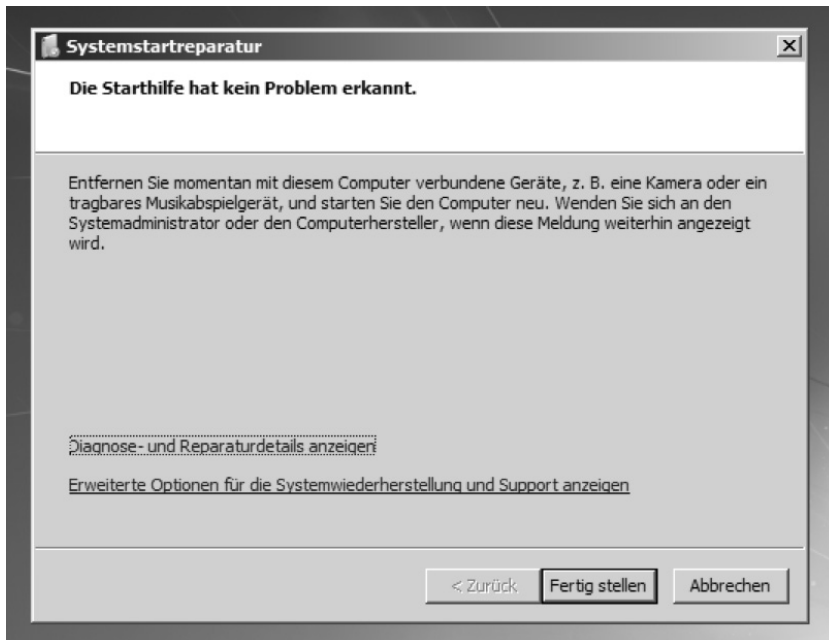 Systemstartreparatur
Die Starthilfe hat kein Problem erkannt.
Entfernen Sie momentan mit diesem Computer verbundene Geräte, z. B. eine Kamera oder ein
tragbares Musikabspielgerät, und starten Sie den Computer neu. Wenden Sie sich an den
Systemadministrator oder den Computerhersteller, wenn diese Meldung weiterhin angezeigt
wird.
Diagnose- und Reparaturdetails anzeigen
Erweiterte Optionen für die Systemwiederherstellung und Support anzeigen
< Zurück Fertig stellen Abbrechen